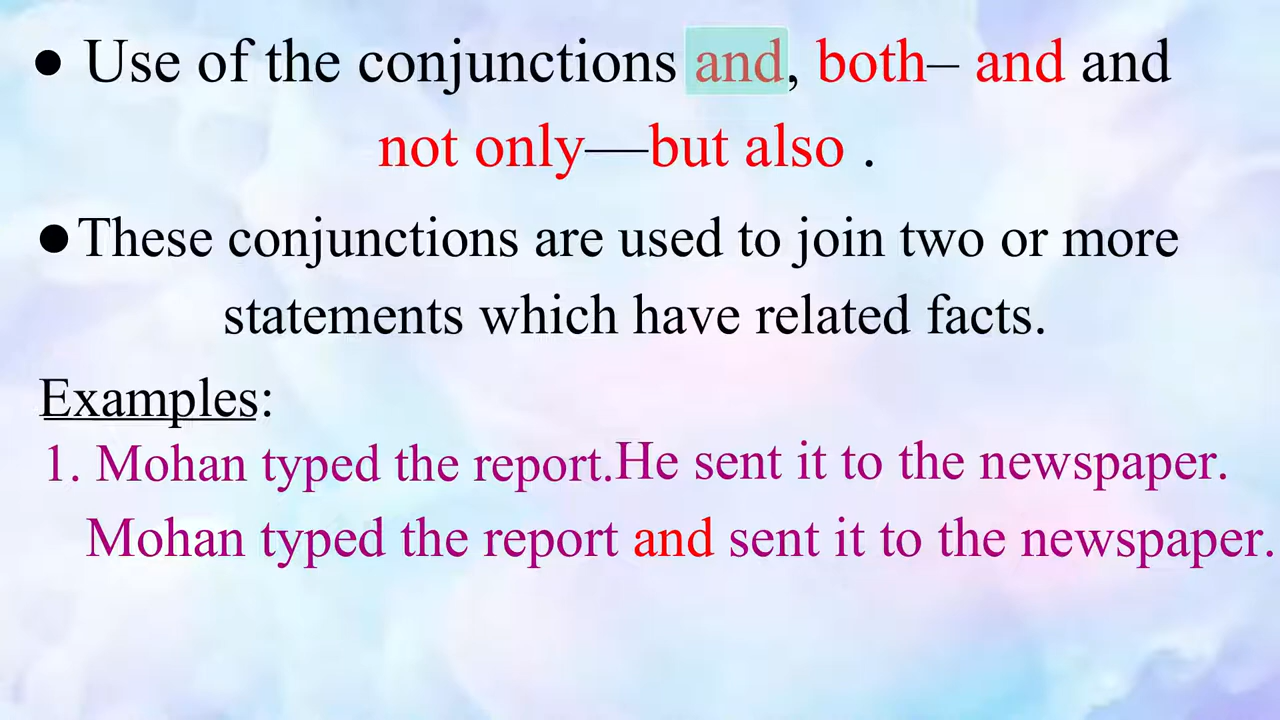 ● Use of the conjunctions and, both– and and
not only—but also .
● These conjunctions are used to join two or more
statements which have related facts.
Examples:
1. Mohan typed the report.He sent it to the newspaper.
Mohan typed the report and sent it to the newspaper.